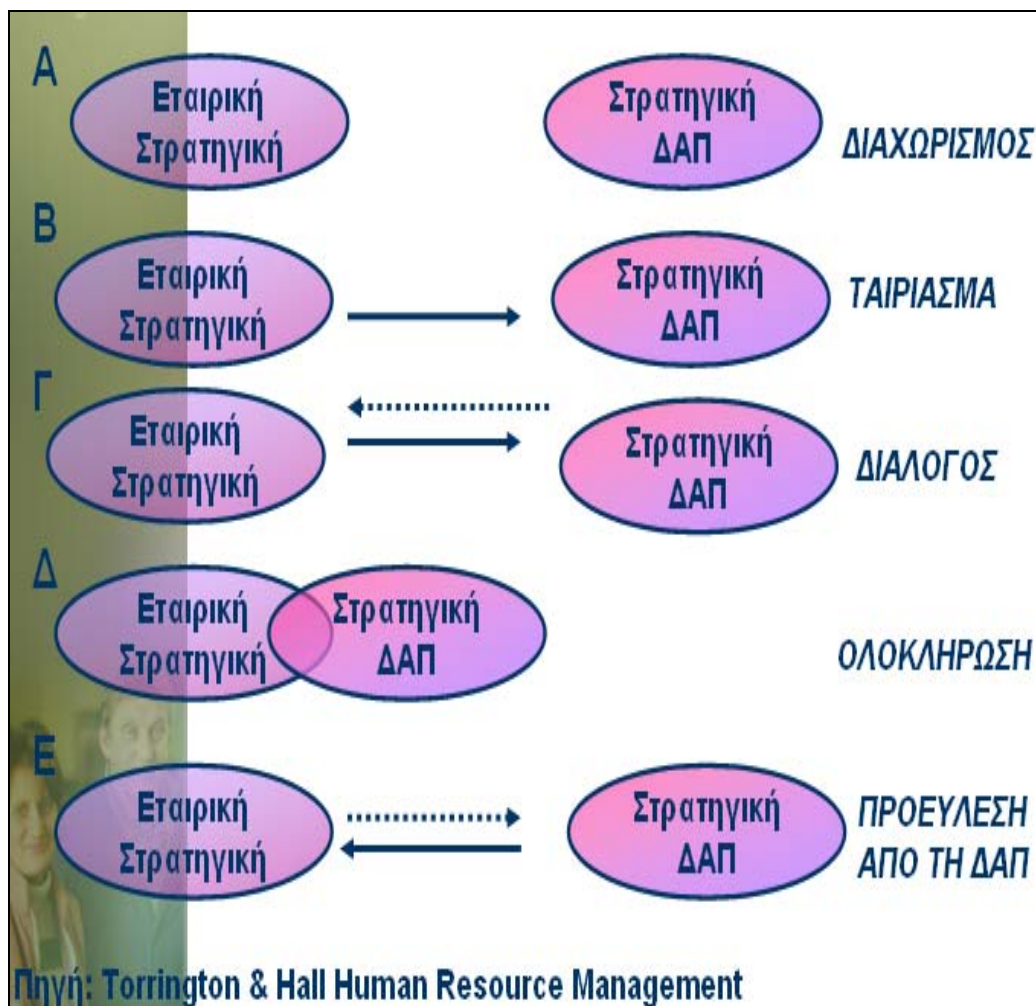 Α
Εταιρική
Στρατηγική
Στρατηγική
ΔΑΠ
ΔΙΑΧΩΡΙΣΜΟΣ
Β
Εταιρική
Στρατηγική
Στρατηγική
ΔΑΠ
ΤΑΙΡΙΑΣΜΑ
Γ
Εταιρική
Στρατηγική
Στρατηγική
ΔΑΠ
ΔΙΑΛΟΓΟΣ
Δ
Εταιρική
Στρατηγική
Στρατηγική
ΔΑΠ
ΟΛΟΚΛΗΡΩΣΗ
Ε
Εταιρική
Στρατηγική
Στρατηγική
ΔΑΠ
ΠΡΟΕΥΛΕΣΗ
ΑΠΟ ΤΗ ΔΑΠ
Πηγή: Torrington & Hall Human Resource Management